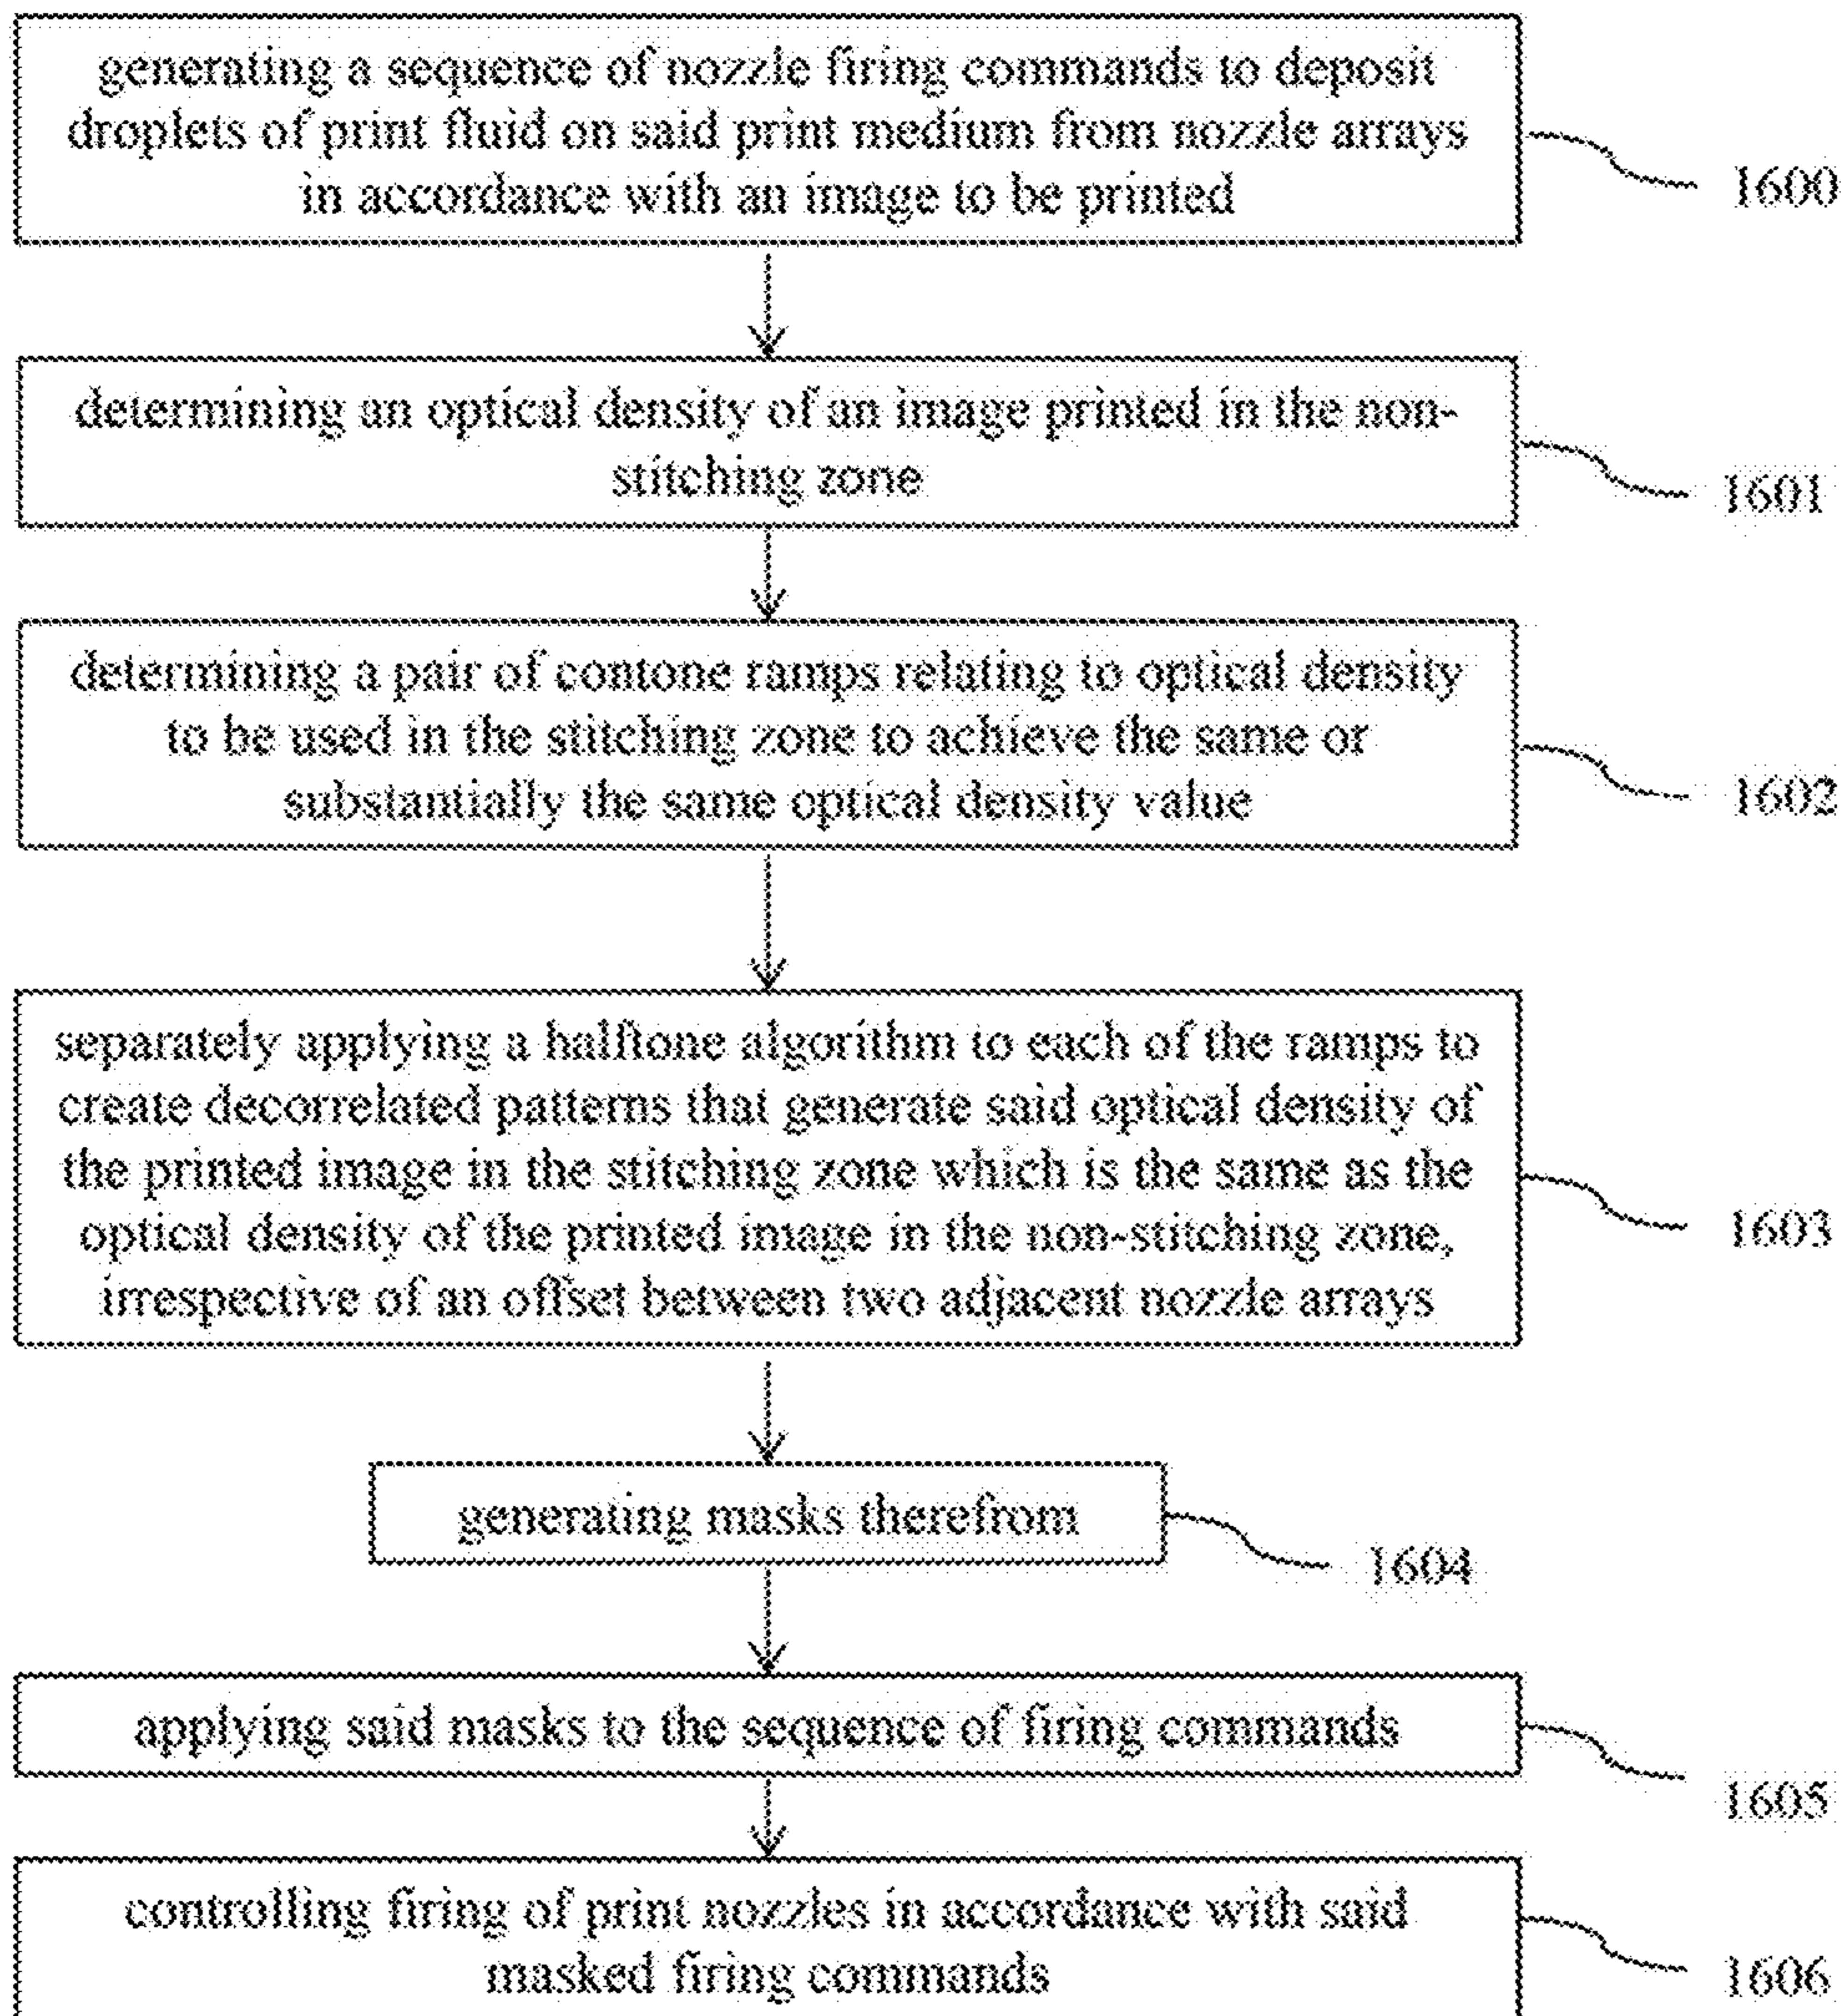 generating a sequence of nozzle firing commands to deposit
droplets of print fluid on said print medium from nozzle arrays
in accordance with an image to be printed
1600
determining an optical density of an image printed in the non-
stitching zone
1601
determining a pair of contone ramps relating to optical density
to be used in the stitching zone to achieve the same or
substantially the same optical density value
1602
separately applying a halftone algorithm to each of the ramps to
create decorrelated patterns that generate said optical density of
the printed image in the stitching zone which is the same as the
optical density of the printed image in the non-stitching zone,
irrespective of an offset between two adjacent nozzle arrays
1603
generating masks therefrom
1604
applying said masks to the sequence of firing commands
1605
controlling firing of print nozzles in accordance with said
masked firing commands
1606